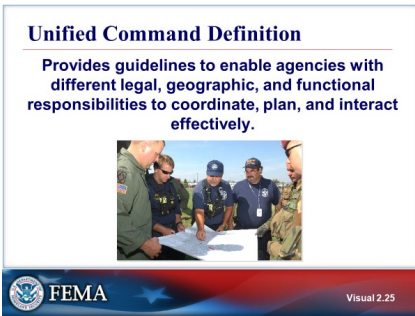 Unified Command Definition
Provides guidelines to enable agencies with
different legal, geographic, and functional
responsibilities to coordinate, plan, and interact
effectively.
FEMA
Visual 2.25